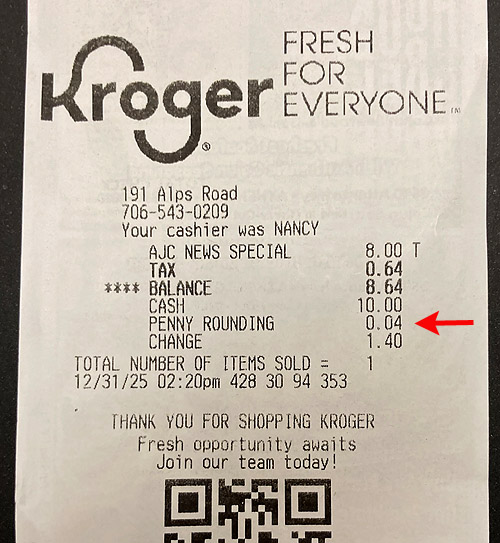 Kroger
FRESH
FOR
EVERYONE™
®
191 Alps Road
706-543-0209
Your cashier was NANCY
AJC NEWS SPECIAL 8.00 T
TAX 0.64
**** BALANCE 8.64
CASH 10.00
PENNY ROUNDING 0.04
CHANGE 1.40
TOTAL NUMBER OF ITEMS SOLD = 1
12/31/25 02:20pm 428 30 94 353
THANK YOU FOR SHOPPING KROGER
Fresh opportunity awaits
Join our team today!